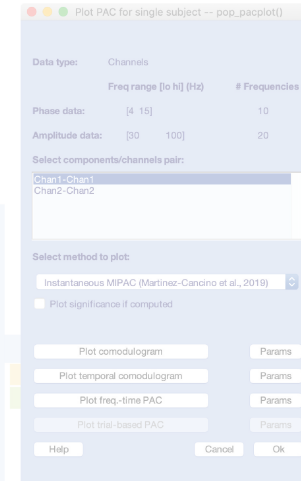 Plot PAC for single subject -- pop_pacplot()
Data type: Channels
Freq range [lo hi] (Hz) # Frequencies
Phase data: [4 15] 10
Amplitude data: [30 100] 20
Select components/channels pair:
Chan1-Chan1
Chan2-Chan2
Select method to plot:
Instantaneous MIPAC (Martinez-Cancino et al., 2019)
Plot significance if computed
Plot comodulogram Params
Plot temporal comodulogram Params
Plot freq.-time PAC Params
Plot trial-based PAC Params
Help Cancel Ok